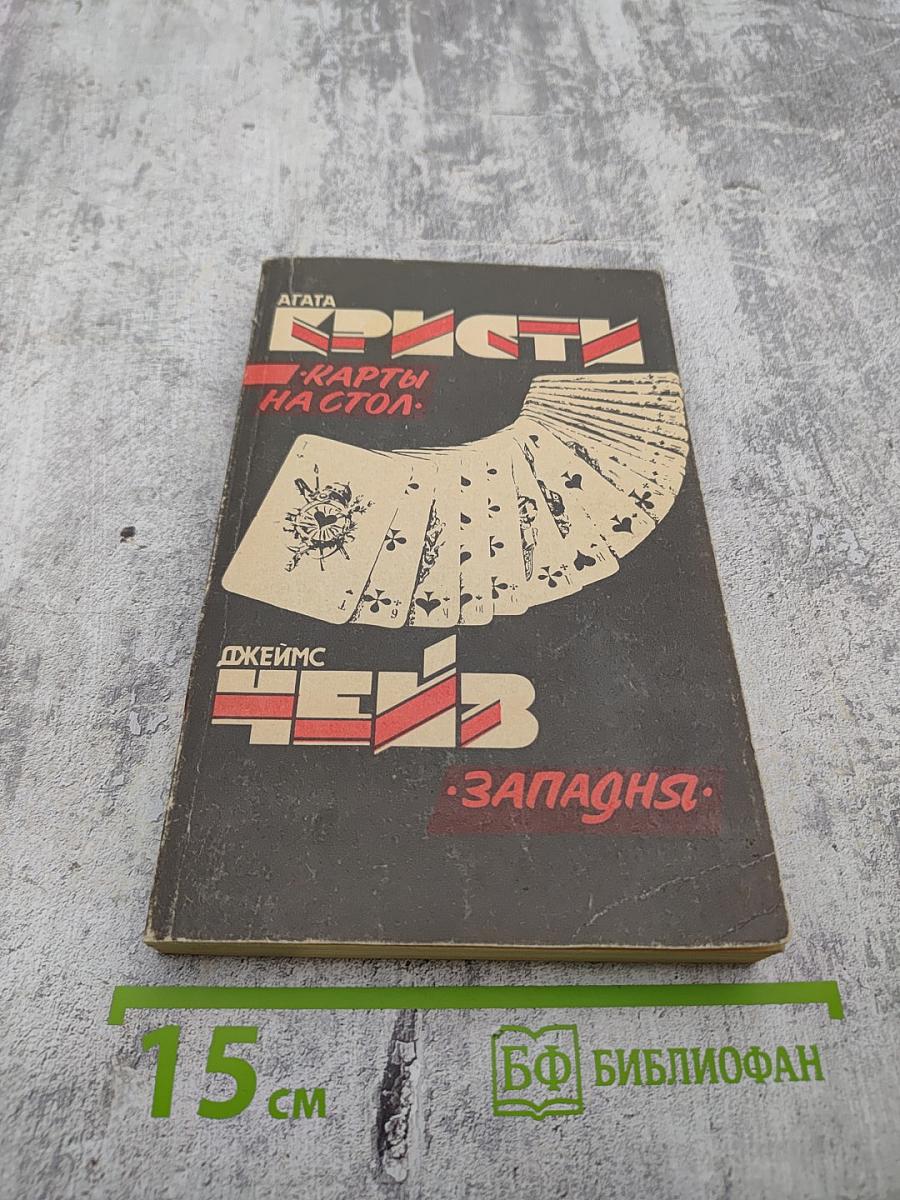 АГАТА
КРИСТИ
·КАРТЫ
НА СТОЛ·
ДЖЕЙМС
ЧЕЙЗ
·ЗАПАДНЯ·
15 см
БФ БИБЛИОФАН